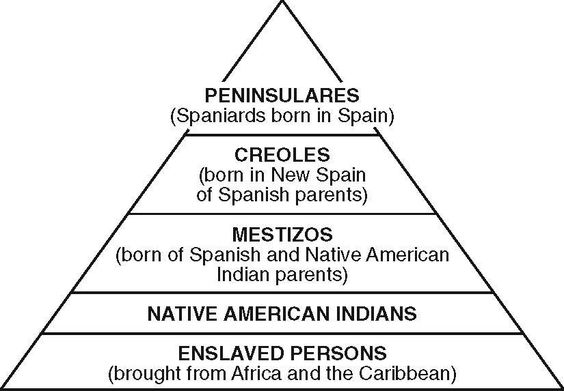 PENINSULARES
(Spaniards born in Spain)
CREOLES
(born in New Spain
of Spanish parents)
MESTIZOS
(born of Spanish and Native American
Indian parents)
NATIVE AMERICAN INDIANS
ENSLAVED PERSONS
(brought from Africa and the Caribbean)